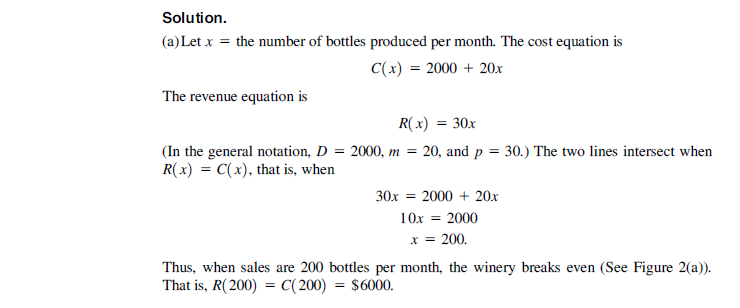 Solution.
(a)Let x = the number of bottles produced per month. The cost equation is
C(x) = 2000 + 20x
The revenue equation is
R(x) = 30x
(In the general notation, D = 2000, m = 20, and p = 30.) The two lines intersect when
R(x) = C(x), that is, when
30x = 2000 + 20x
10x = 2000
x = 200.
Thus, when sales are 200 bottles per month, the winery breaks even (See Figure 2(a)).
That is, R(200) = C(200) = $6000.